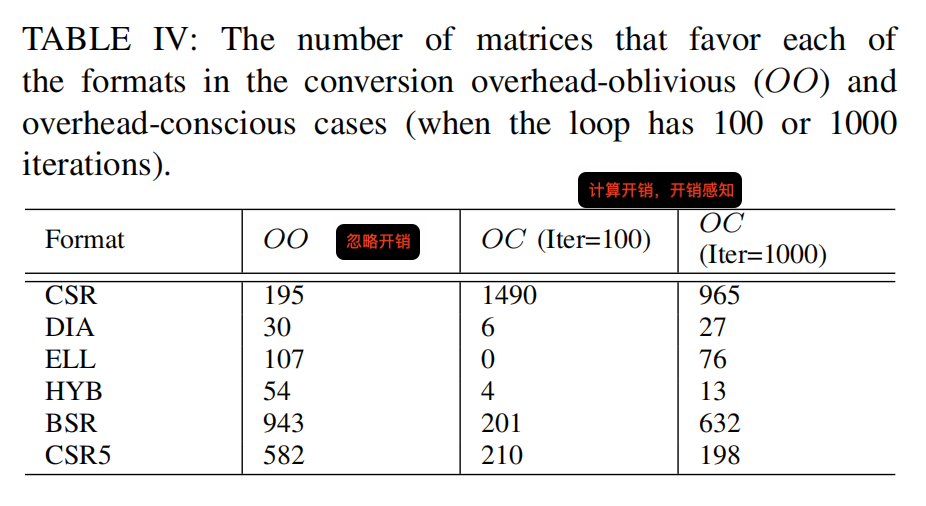 TABLE IV: The number of matrices that favor each of
the formats in the conversion overhead-oblivious (OO) and
overhead-conscious cases (when the loop has 100 or 1000
iterations).
计算开销，开销感知
Format OO 忽略开销 OC (Iter=100) OC (Iter=1000)
CSR 195 1490 965
DIA 30 6 27
ELL 107 0 76
HYB 54 4 13
BSR 943 201 632
CSR5 582 210 198